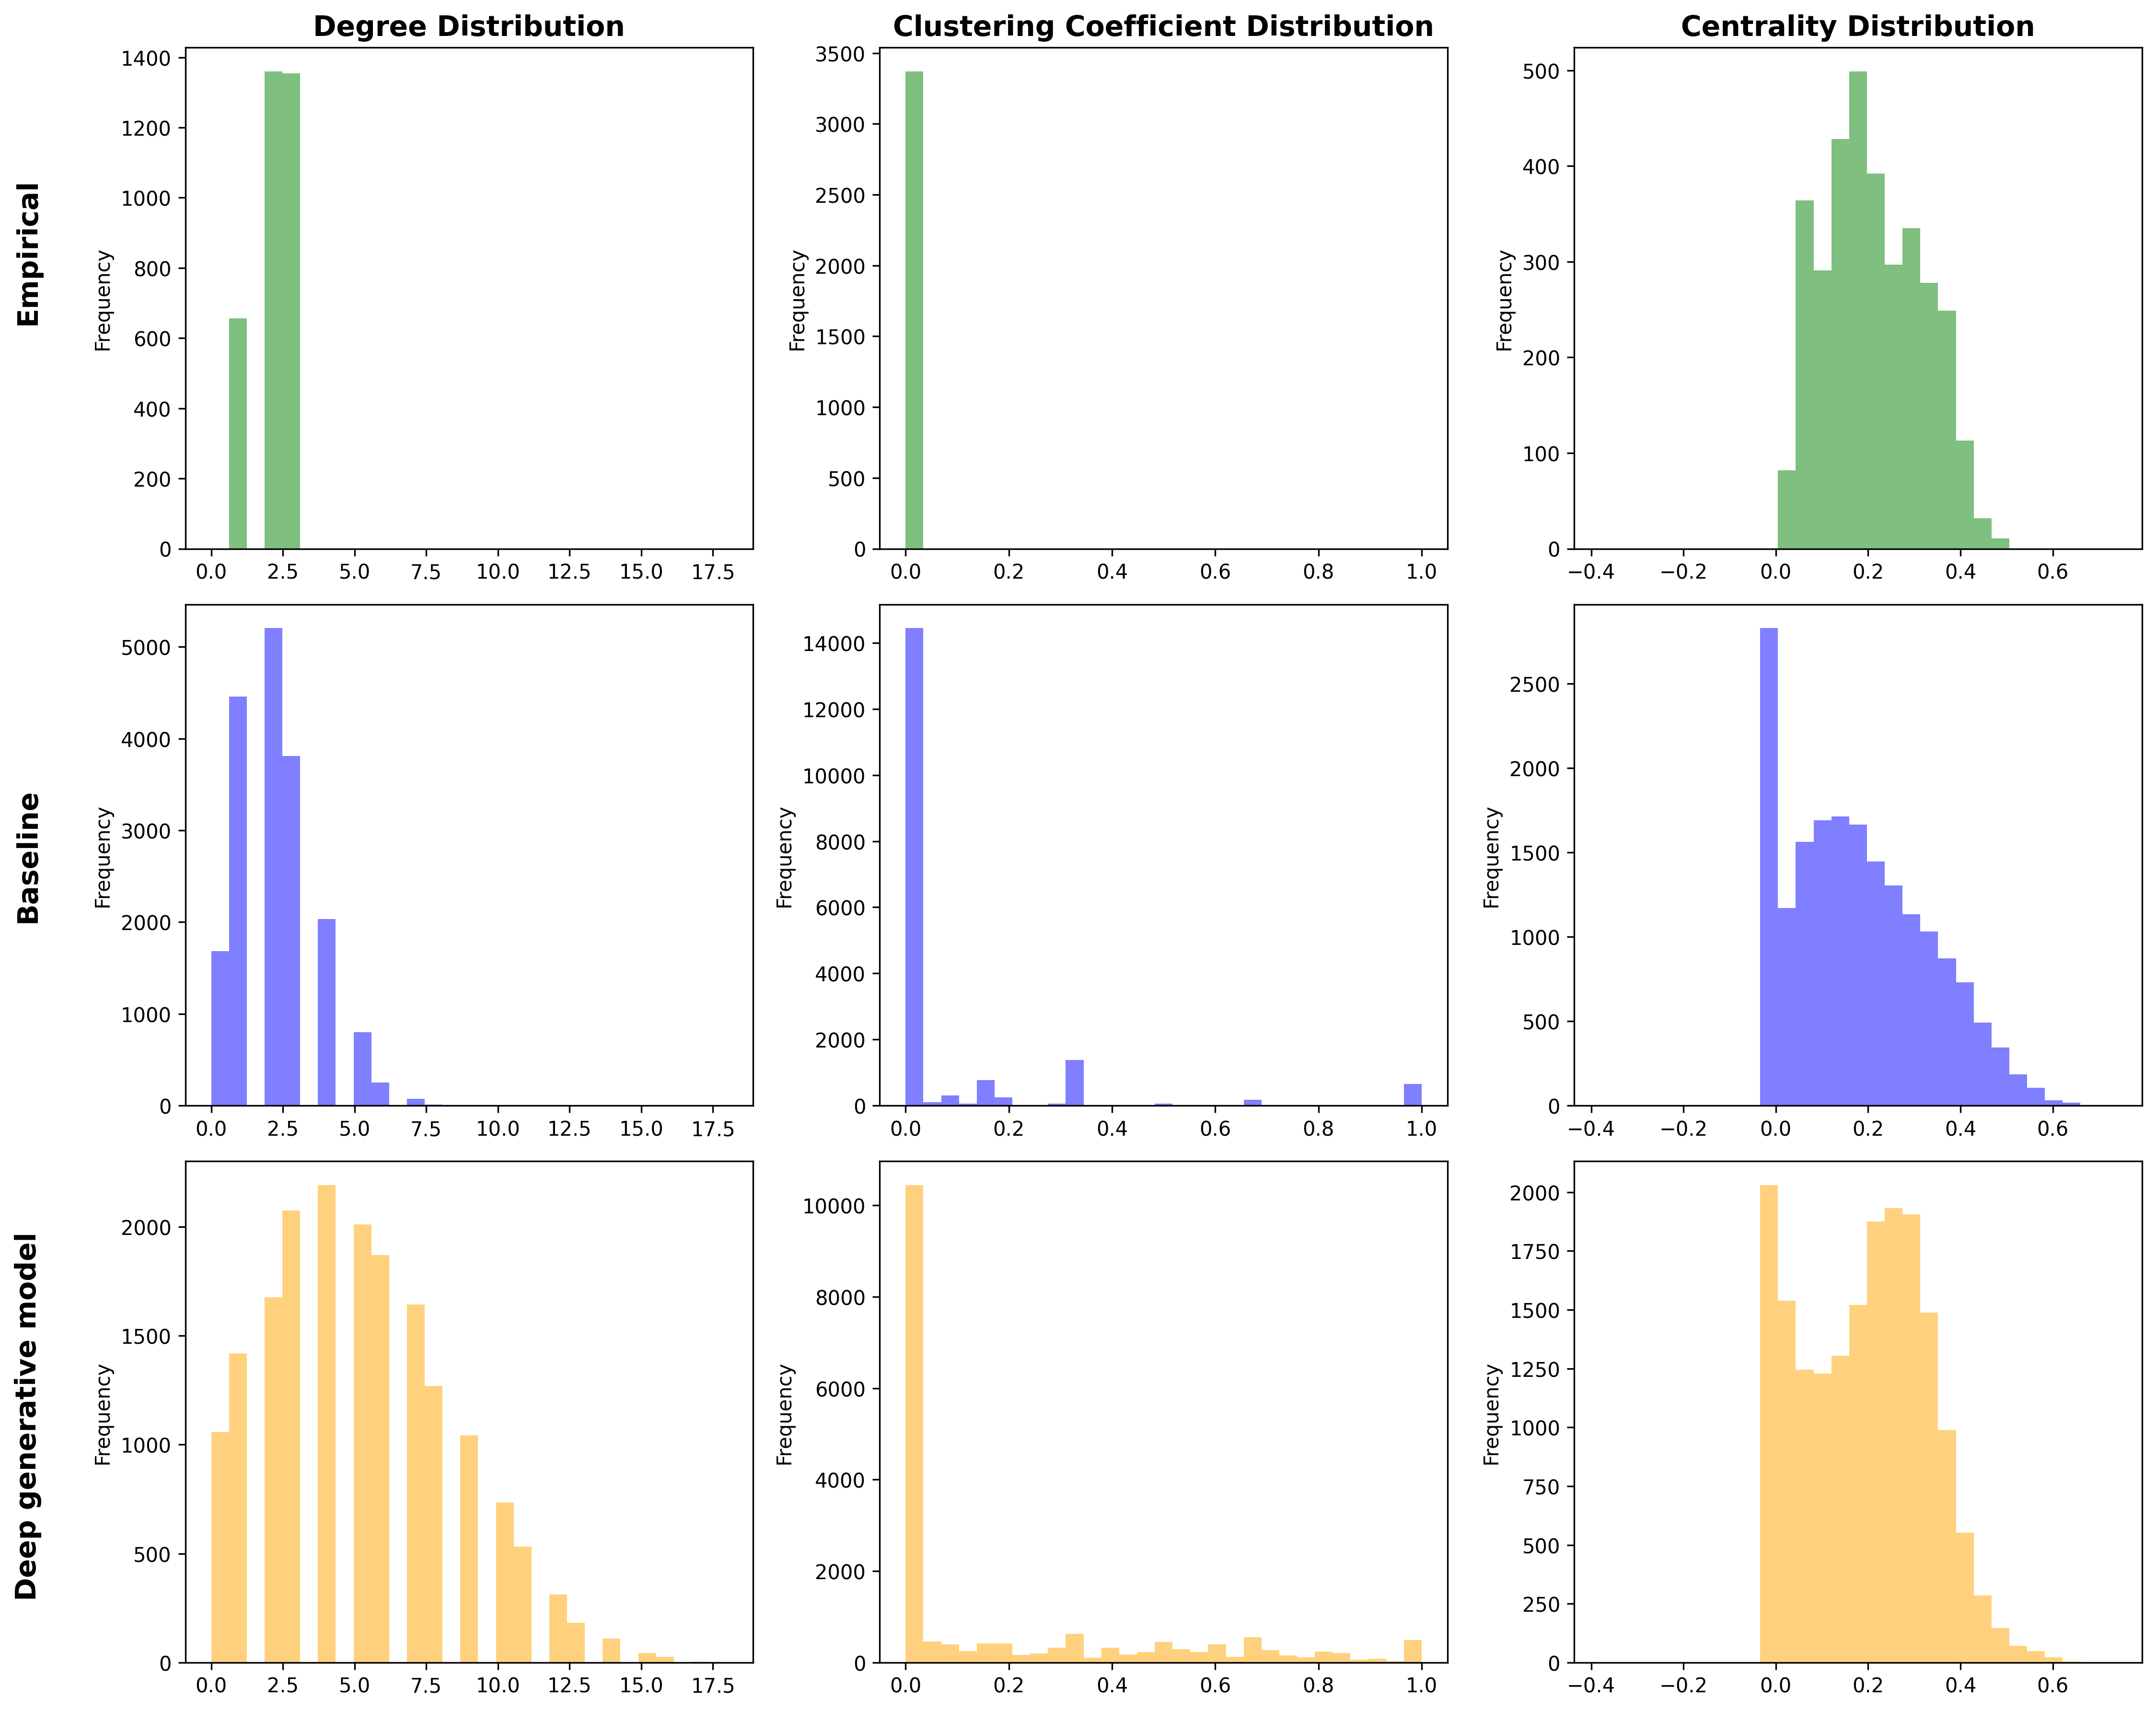 Degree Distribution
Clustering Coefficient Distribution
Centrality Distribution
Empirical
Frequency
1400
1200
1000
800
600
400
200
0
0.0 2.5 5.0 7.5 10.0 12.5 15.0 17.5
Frequency
3500
3000
2500
2000
1500
1000
500
0
0.0 0.2 0.4 0.6 0.8 1.0
Frequency
500
400
300
200
100
0
−0.4 −0.2 0.0 0.2 0.4 0.6
Baseline
Frequency
5000
4000
3000
2000
1000
0
0.0 2.5 5.0 7.5 10.0 12.5 15.0 17.5
Frequency
14000
12000
10000
8000
6000
4000
2000
0
0.0 0.2 0.4 0.6 0.8 1.0
Frequency
2500
2000
1500
1000
500
0
−0.4 −0.2 0.0 0.2 0.4 0.6
Deep generative model
Frequency
2000
1500
1000
500
0
0.0 2.5 5.0 7.5 10.0 12.5 15.0 17.5
Frequency
10000
8000
6000
4000
2000
0
0.0 0.2 0.4 0.6 0.8 1.0
Frequency
2000
1750
1500
1250
1000
750
500
250
0
−0.4 −0.2 0.0 0.2 0.4 0.6